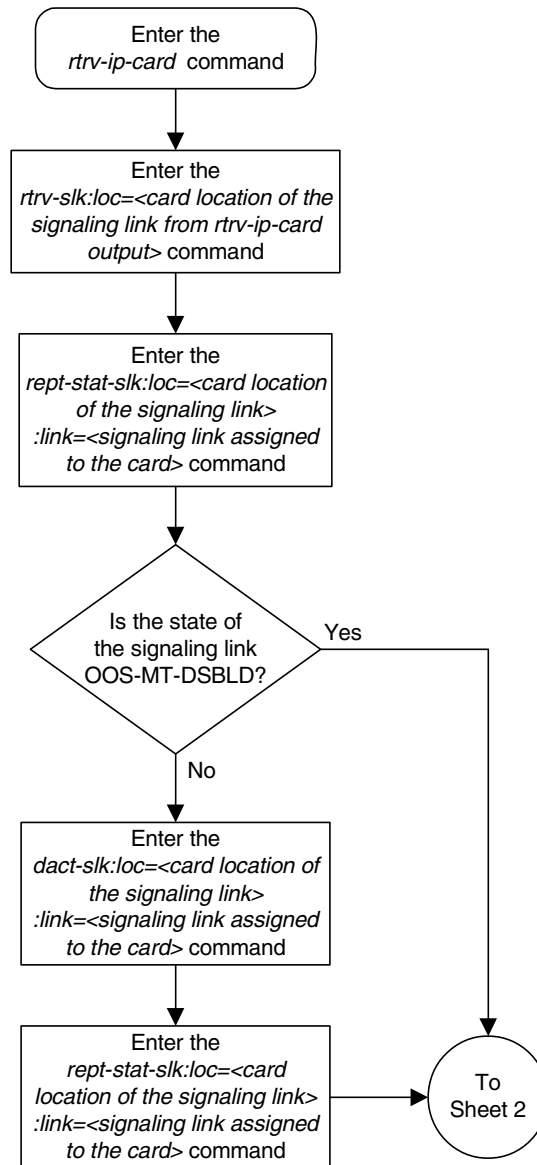 Enter the
rtrv-ip-card command
Enter the
rtrv-slk:loc=<card location of the
signaling link from rtrv-ip-card
output> command
Enter the
rept-stat-slk:loc=<card location
of the signaling link>
:link=<signaling link assigned
to the card> command
Is the state of
the signaling link
OOS-MT-DSBLD?
Yes
No
Enter the
dact-slk:loc=<card location of
the signaling link>
:link=<signaling link assigned
to the card> command
Enter the
rept-stat-slk:loc=<card
location of the signaling link>
:link=<signaling link assigned
to the card> command
To
Sheet 2